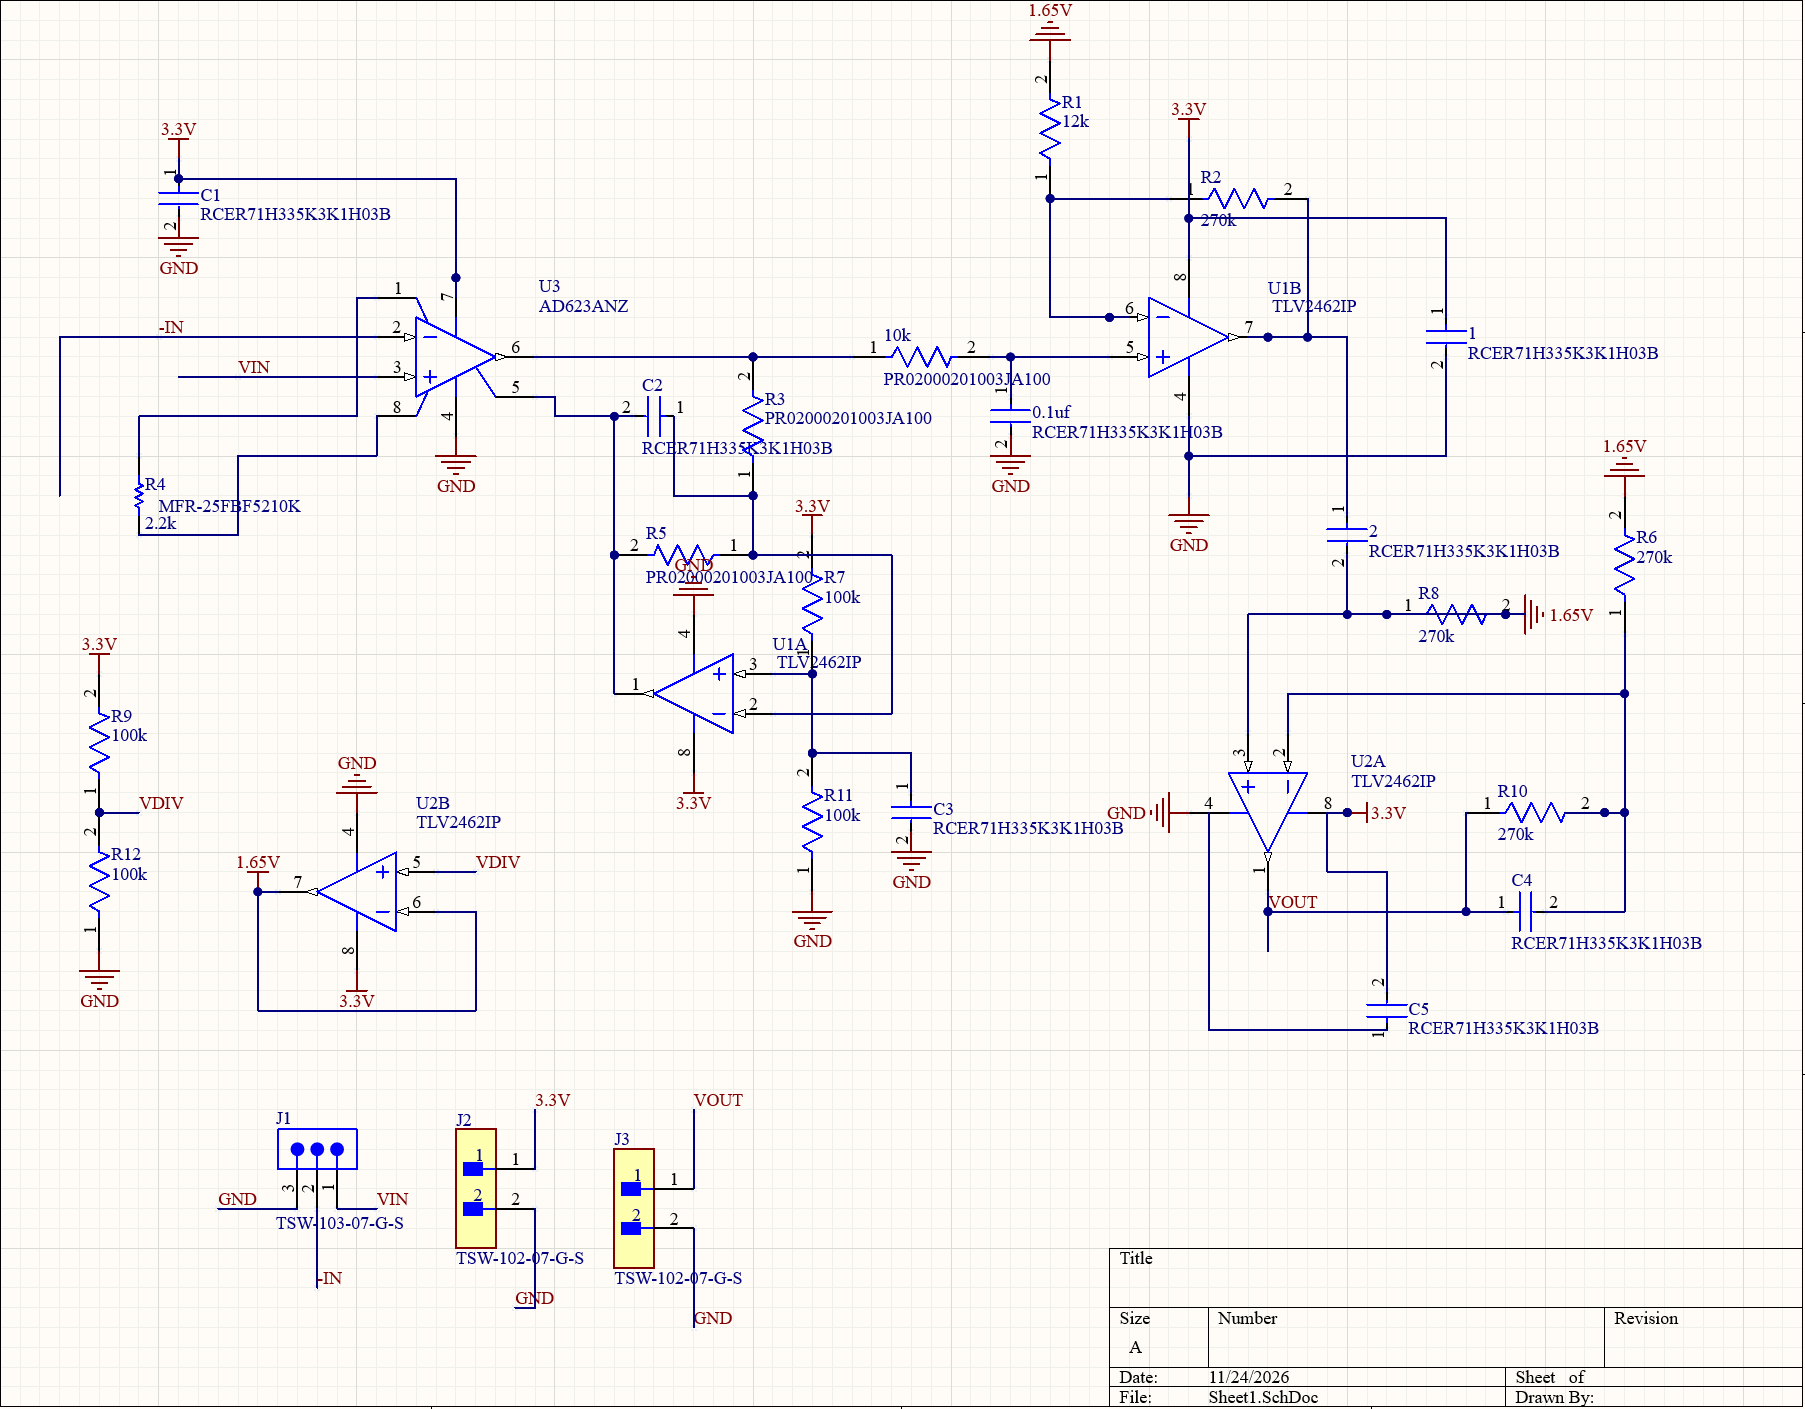 1.65V
2
R1
12k
1
3.3V
1
R2
2
270k
8
3.3V
1
C1
RCER71H335K3K1H03B
2
GND
U3
AD623ANZ
1
7
-IN
2
VIN
3
8
4
6
5
GND
R4
MFR-25FBF5210K
2.2k
C2
2
1
RCER71H335K3K1H03B
2
R3
PR02000201003JA100
1
10k
1
2
PR02000201003JA100
1
0.1uf
RCER71H335K3K1H03B
2
GND
U1B
TLV2462IP
6
5
7
4
GND
1
1
RCER71H335K3K1H03B
2
1
2
RCER71H335K3K1H03B
2
1.65V
2
R6
270k
1
R8
1
2
270k
1.65V
3.3V
R5
2
1
GND
PR02000201003JA100
2
R7
100k
1
4
U1A
TLV2462IP
1
3
2
8
3.3V
2
R11
100k
1
GND
1
C3
RCER71H335K3K1H03B
2
GND
3.3V
2
R9
100k
1
VDIV
2
R12
100k
1
GND
GND
U2B
TLV2462IP
4
1.65V
7
5
VDIV
6
8
3.3V
3
2
U2A
TLV2462IP
GND
4
8
3.3V
1
VOUT
R10
1
2
270k
C4
1
2
RCER71H335K3K1H03B
2
C5
RCER71H335K3K1H03B
1
J1
3
2
1
GND
VIN
TSW-103-07-G-S
-IN
3.3V
J2
1
1
2
2
TSW-102-07-G-S
GND
VOUT
J3
1
1
2
2
TSW-102-07-G-S
GND
Title
Size
Number
Revision
A
Date:
11/24/2026
Sheet of
File:
Sheet1.SchDoc
Drawn By: